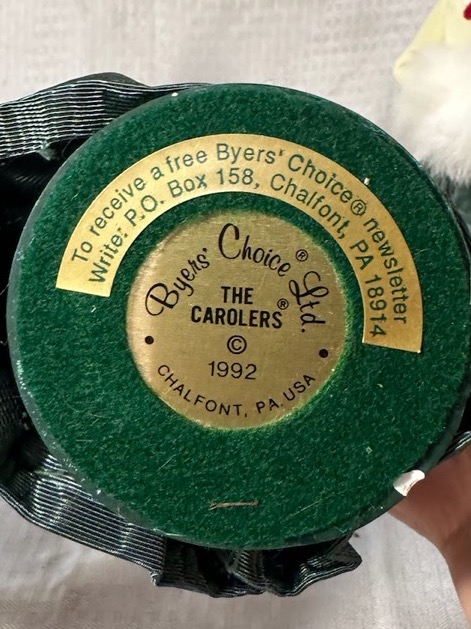 To receive a free Byers' Choice® newsletter
Write: P.O. Box 158, Chalfont, PA 18914
Byers' Choice® Ltd.
THE
CAROLERS®
©
1992
CHALFONT, PA. USA